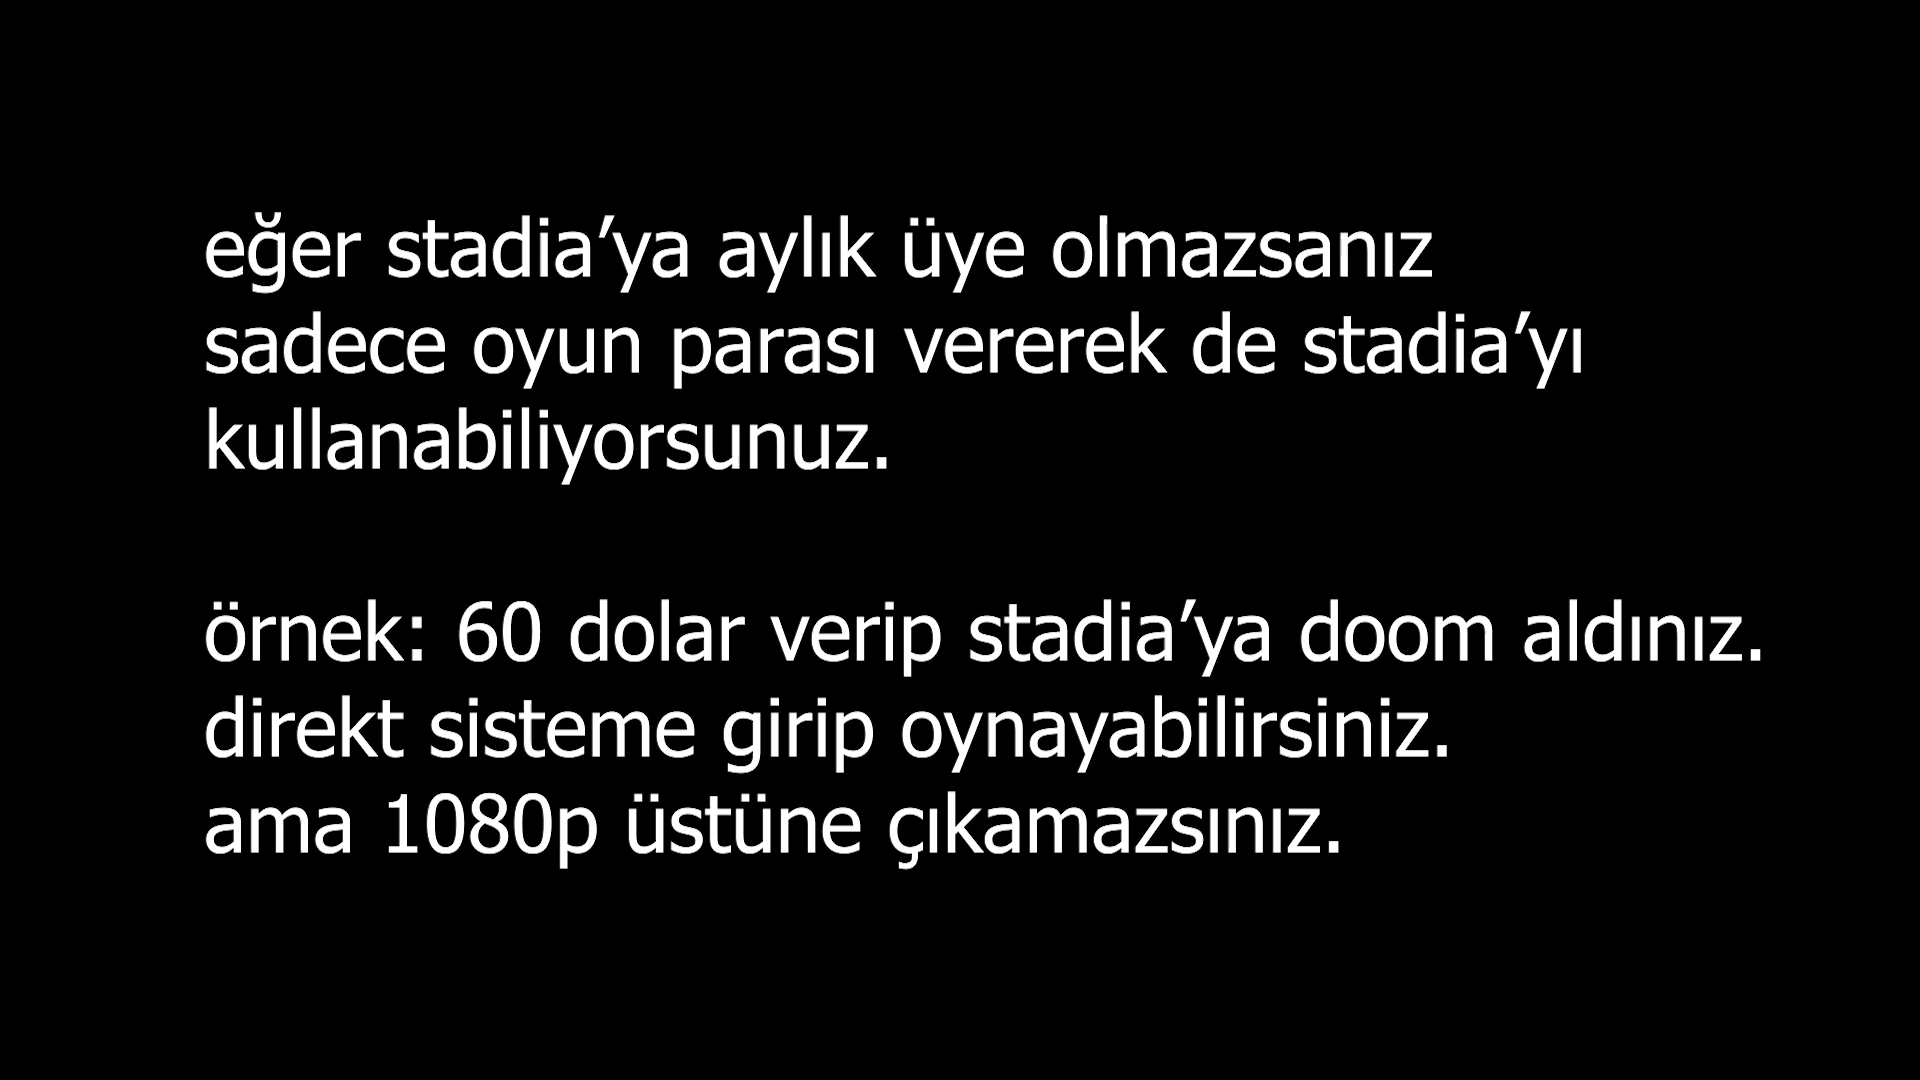 eğer stadia’ya aylık üye olmazsanız
sadece oyun parası vererek de stadia’yı
kullanabiliyorsunuz.
örnek: 60 dolar verip stadia’ya doom aldınız.
direkt sisteme girip oynayabilirsiniz.
ama 1080p üstüne çıkamazsınız.